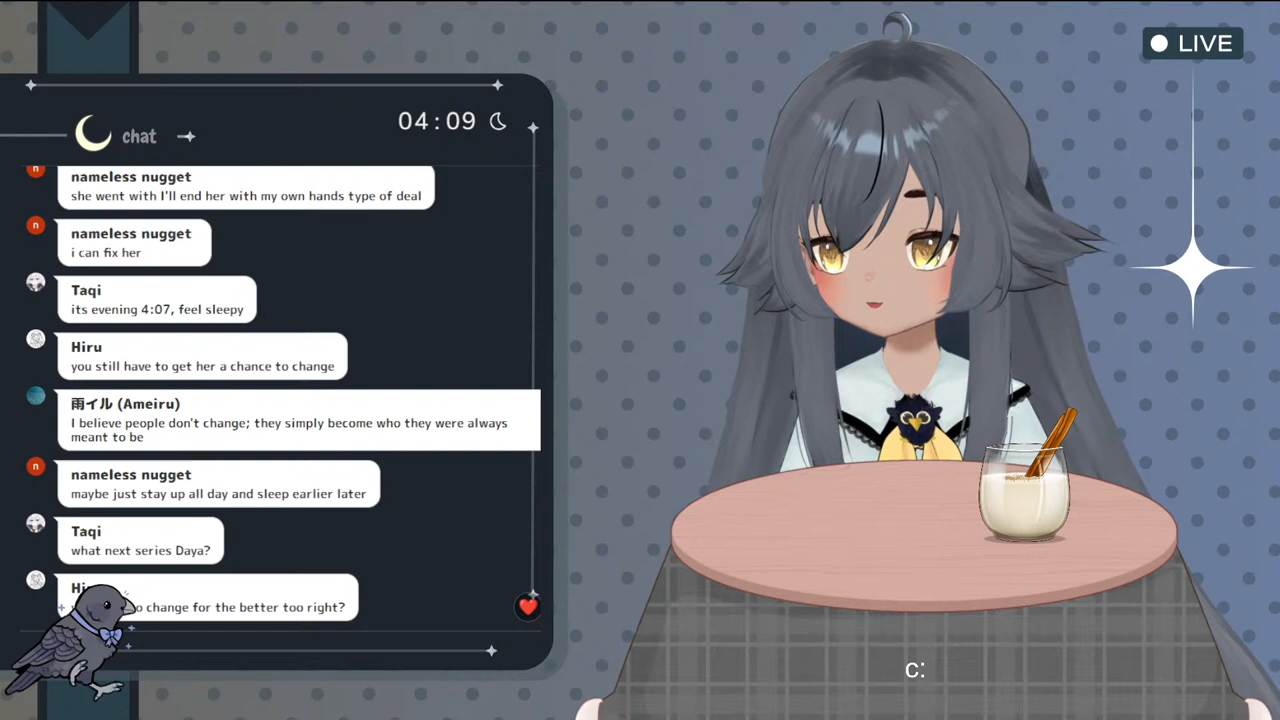 LIVE
chat
04:09
nameless nugget
she went with I'll end her with my own hands type of deal
n
nameless nugget
i can fix her
Taqi
its evening 4:07, feel sleepy
Hiru
you still have to get her a chance to change
雨イル (Ameiru)
I believe people don't change; they simply become who they were always
meant to be
n
nameless nugget
maybe just stay up all day and sleep earlier later
Taqi
what next series Daya?
change for the better too right?
c: